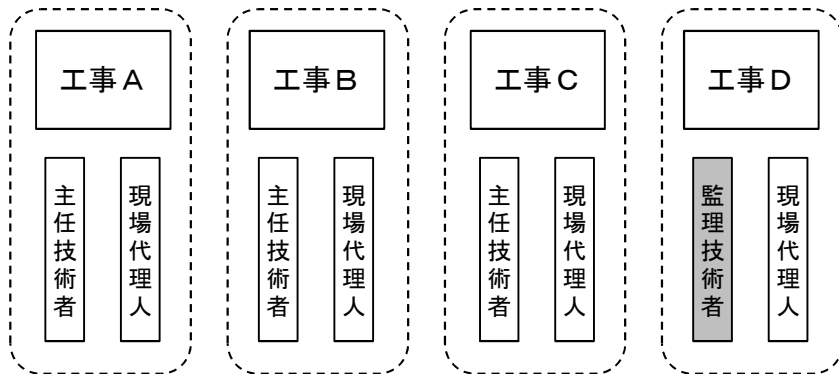 工事A
工事B
工事C
工事D
主任技術者
現場代理人
主任技術者
現場代理人
主任技術者
現場代理人
監理技術者
現場代理人